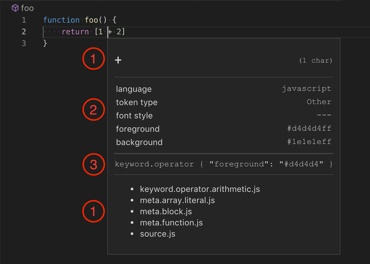 foo
1 function foo() {
2 return [1 + 2]
3 }
1 + (1 char)
language javascript
2 token type Other
font style ---
foreground #d4d4d4ff
background #1e1e1eff
3 keyword.operator { "foreground": "#d4d4d4" }
• keyword.operator.arithmetic.js
• meta.array.literal.js
1 • meta.block.js
• meta.function.js
• source.js